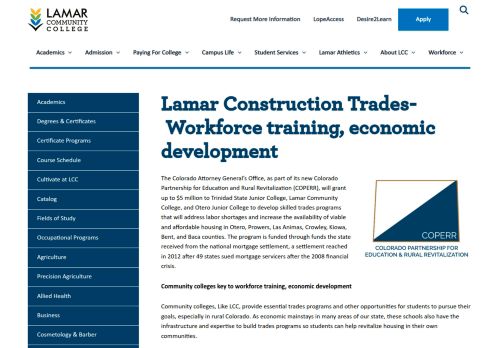 LAMAR
COMMUNITY
COLLEGE
Request More Information
LopeAccess
Desire2Learn
Apply
Academics
Admission
Paying For College
Campus Life
Student Services
Lamar Athletics
About LCC
Workforce
Academics
Degrees & Certificates
Certificate Programs
Course Schedule
Cultivate at LCC
Catalog
Fields of Study
Occupational Programs
Agriculture
Precision Agriculture
Allied Health
Business
Cosmetology & Barber
Lamar Construction Trades-
Workforce training, economic
development
The Colorado Attorney General's Office, as part of its new Colorado
Partnership for Education and Rural Revitalization (COPERR), will grant
up to $5 million to Trinidad State Junior College, Lamar Community
College, and Otero Junior College to develop skilled trades programs
that will address labor shortages and increase the availability of viable
and affordable housing in Otero, Prowers, Las Animas, Crowley, Kiowa,
Bent, and Baca counties. The program is funded through funds the state
received from the national mortgage settlement, a settlement reached
in 2012 after 49 states sued mortgage services after the 2008 financial
crisis.
COPERR
COLORADO PARTNERSHIP FOR
EDUCATION & RURAL REVITALIZATION
Community colleges key to workforce training, economic development
Community colleges, Like LCC, provide essential trades programs and other opportunities for students to pursue their
goals, especially in rural Colorado. As economic mainstays in many areas of our state, these schools also have the
infrastructure and expertise to build trades programs so students can help revitalize housing in their own
communities.